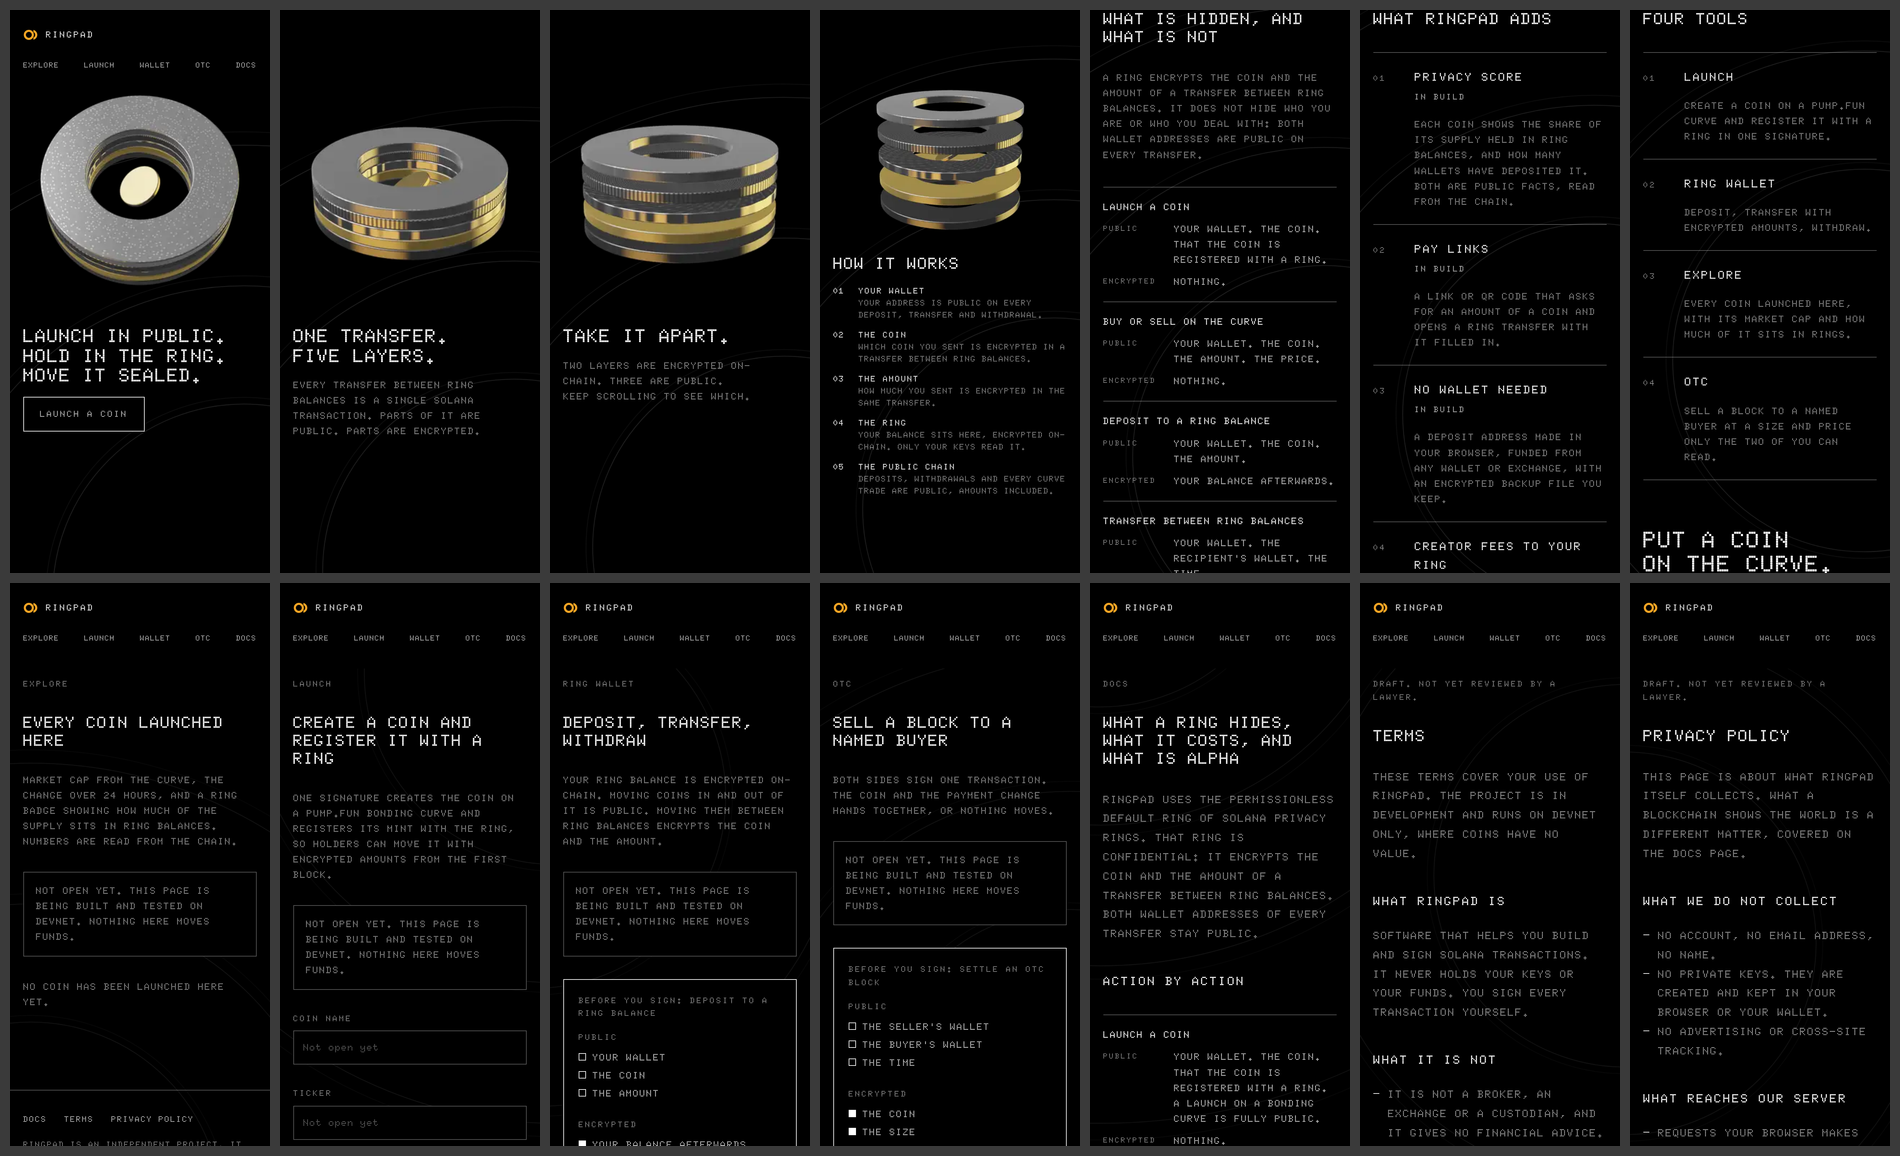 RINGPAD
EXPLORE LAUNCH WALLET OTC DOCS
LAUNCH IN PUBLIC.
HOLD IN THE RING.
MOVE IT SEALED.
LAUNCH A COIN
ONE TRANSFER.
FIVE LAYERS.
EVERY TRANSFER BETWEEN RING
BALANCES IS A SINGLE SOLANA
TRANSACTION. PARTS OF IT ARE
PUBLIC. PARTS ARE ENCRYPTED.
TAKE IT APART.
TWO LAYERS ARE ENCRYPTED ON-
CHAIN. THREE ARE PUBLIC.
KEEP SCROLLING TO SEE WHICH.
HOW IT WORKS
01 YOUR WALLET
YOUR ADDRESS IS PUBLIC ON EVERY
DEPOSIT, TRANSFER AND WITHDRAWAL.
02 THE COIN
WHICH COIN YOU SENT IS ENCRYPTED IN A
TRANSFER BETWEEN RING BALANCES.
03 THE AMOUNT
HOW MUCH YOU SENT IS ENCRYPTED IN THE
SAME TRANSFER.
04 THE RING
YOUR BALANCE SITS HERE, ENCRYPTED ON-
CHAIN. ONLY YOUR KEYS READ IT.
05 THE PUBLIC CHAIN
DEPOSITS, WITHDRAWALS AND EVERY CURVE
TRADE ARE PUBLIC, AMOUNTS INCLUDED.
WHAT IS HIDDEN, AND
WHAT IS NOT
A RING ENCRYPTS THE COIN AND THE
AMOUNT OF A TRANSFER BETWEEN RING
BALANCES. IT DOES NOT HIDE WHO YOU
ARE OR WHO YOU DEAL WITH: BOTH
WALLET ADDRESSES ARE PUBLIC ON
EVERY TRANSFER.
LAUNCH A COIN
PUBLIC YOUR WALLET. THE COIN.
THAT THE COIN IS
REGISTERED WITH A RING.
ENCRYPTED NOTHING.
BUY OR SELL ON THE CURVE
PUBLIC YOUR WALLET. THE COIN.
THE AMOUNT. THE PRICE.
ENCRYPTED NOTHING.
DEPOSIT TO A RING BALANCE
PUBLIC YOUR WALLET. THE COIN.
THE AMOUNT.
ENCRYPTED YOUR BALANCE AFTERWARDS.
TRANSFER BETWEEN RING BALANCES
PUBLIC YOUR WALLET. THE
RECIPIENT'S WALLET. THE
TIME.
WHAT RINGPAD ADDS
01 PRIVACY SCORE
IN BUILD
EACH COIN SHOWS THE SHARE OF
ITS SUPPLY HELD IN RING
BALANCES, AND HOW MANY
WALLETS HAVE DEPOSITED IT.
BOTH ARE PUBLIC FACTS, READ
FROM THE CHAIN.
02 PAY LINKS
IN BUILD
A LINK OR QR CODE THAT ASKS
FOR AN AMOUNT OF A COIN AND
OPENS A RING TRANSFER WITH
IT FILLED IN.
03 NO WALLET NEEDED
IN BUILD
A DEPOSIT ADDRESS MADE IN
YOUR BROWSER, FUNDED FROM
ANY WALLET OR EXCHANGE, WITH
AN ENCRYPTED BACKUP FILE YOU
KEEP.
04 CREATOR FEES TO YOUR
RING
FOUR TOOLS
01 LAUNCH
CREATE A COIN ON A PUMP.FUN
CURVE AND REGISTER IT WITH A
RING IN ONE SIGNATURE.
02 RING WALLET
DEPOSIT, TRANSFER WITH
ENCRYPTED AMOUNTS, WITHDRAW.
03 EXPLORE
EVERY COIN LAUNCHED HERE,
WITH ITS MARKET CAP AND HOW
MUCH OF IT SITS IN RINGS.
04 OTC
SELL A BLOCK TO A NAMED
BUYER AT A SIZE AND PRICE
ONLY THE TWO OF YOU CAN
READ.
PUT A COIN
ON THE CURVE.
RINGPAD
EXPLORE LAUNCH WALLET OTC DOCS
EXPLORE
EVERY COIN LAUNCHED
HERE
MARKET CAP FROM THE CURVE, THE
CHANGE OVER 24 HOURS, AND A RING
BADGE SHOWING HOW MUCH OF THE
SUPPLY SITS IN RING BALANCES.
NUMBERS ARE READ FROM THE CHAIN.
NOT OPEN YET. THIS PAGE IS
BEING BUILT AND TESTED ON
DEVNET. NOTHING HERE MOVES
FUNDS.
NO COIN HAS BEEN LAUNCHED HERE
YET.
DOCS TERMS PRIVACY POLICY
RINGPAD IS AN INDEPENDENT PROJECT. IT
RINGPAD
EXPLORE LAUNCH WALLET OTC DOCS
LAUNCH
CREATE A COIN AND
REGISTER IT WITH A
RING
ONE SIGNATURE CREATES THE COIN ON
A PUMP.FUN BONDING CURVE AND
REGISTERS ITS MINT WITH THE RING,
SO HOLDERS CAN MOVE IT WITH
ENCRYPTED AMOUNTS FROM THE FIRST
BLOCK.
NOT OPEN YET. THIS PAGE IS
BEING BUILT AND TESTED ON
DEVNET. NOTHING HERE MOVES
FUNDS.
COIN NAME
Not open yet
TICKER
Not open yet
RINGPAD
EXPLORE LAUNCH WALLET OTC DOCS
RING WALLET
DEPOSIT, TRANSFER,
WITHDRAW
YOUR RING BALANCE IS ENCRYPTED ON-
CHAIN. MOVING COINS IN AND OUT OF
IT IS PUBLIC. MOVING THEM BETWEEN
RING BALANCES ENCRYPTS THE COIN
AND THE AMOUNT.
NOT OPEN YET. THIS PAGE IS
BEING BUILT AND TESTED ON
DEVNET. NOTHING HERE MOVES
FUNDS.
BEFORE YOU SIGN: DEPOSIT TO A
RING BALANCE
PUBLIC
YOUR WALLET
THE COIN
THE AMOUNT
ENCRYPTED
YOUR BALANCE AFTERWARDS
RINGPAD
EXPLORE LAUNCH WALLET OTC DOCS
OTC
SELL A BLOCK TO A
NAMED BUYER
BOTH SIDES SIGN ONE TRANSACTION.
THE COIN AND THE PAYMENT CHANGE
HANDS TOGETHER, OR NOTHING MOVES.
NOT OPEN YET. THIS PAGE IS
BEING BUILT AND TESTED ON
DEVNET. NOTHING HERE MOVES
FUNDS.
BEFORE YOU SIGN: SETTLE AN OTC
BLOCK
PUBLIC
THE SELLER'S WALLET
THE BUYER'S WALLET
THE TIME
ENCRYPTED
THE COIN
THE SIZE
RINGPAD
EXPLORE LAUNCH WALLET OTC DOCS
DOCS
WHAT A RING HIDES,
WHAT IT COSTS, AND
WHAT IS ALPHA
RINGPAD USES THE PERMISSIONLESS
DEFAULT RING OF SOLANA PRIVACY
RINGS. THAT RING IS
CONFIDENTIAL: IT ENCRYPTS THE
COIN AND THE AMOUNT OF A
TRANSFER BETWEEN RING BALANCES.
BOTH WALLET ADDRESSES OF EVERY
TRANSFER STAY PUBLIC.
ACTION BY ACTION
LAUNCH A COIN
PUBLIC YOUR WALLET. THE COIN.
THAT THE COIN IS
REGISTERED WITH A RING.
A LAUNCH ON A BONDING
CURVE IS FULLY PUBLIC.
ENCRYPTED NOTHING.
RINGPAD
EXPLORE LAUNCH WALLET OTC DOCS
DRAFT. NOT YET REVIEWED BY A
LAWYER.
TERMS
THESE TERMS COVER YOUR USE OF
RINGPAD. THE PROJECT IS IN
DEVELOPMENT AND RUNS ON DEVNET
ONLY, WHERE COINS HAVE NO
VALUE.
WHAT RINGPAD IS
SOFTWARE THAT HELPS YOU BUILD
AND SIGN SOLANA TRANSACTIONS.
IT NEVER HOLDS YOUR KEYS OR
YOUR FUNDS. YOU SIGN EVERY
TRANSACTION YOURSELF.
WHAT IT IS NOT
– IT IS NOT A BROKER, AN
EXCHANGE OR A CUSTODIAN, AND
IT GIVES NO FINANCIAL ADVICE.
RINGPAD
EXPLORE LAUNCH WALLET OTC DOCS
DRAFT. NOT YET REVIEWED BY A
LAWYER.
PRIVACY POLICY
THIS PAGE IS ABOUT WHAT RINGPAD
ITSELF COLLECTS. WHAT A
BLOCKCHAIN SHOWS THE WORLD IS A
DIFFERENT MATTER, COVERED ON
THE DOCS PAGE.
WHAT WE DO NOT COLLECT
– NO ACCOUNT, NO EMAIL ADDRESS,
NO NAME.
– NO PRIVATE KEYS. THEY ARE
CREATED AND KEPT IN YOUR
BROWSER OR YOUR WALLET.
– NO ADVERTISING OR CROSS-SITE
TRACKING.
WHAT REACHES OUR SERVER
– REQUESTS YOUR BROWSER MAKES